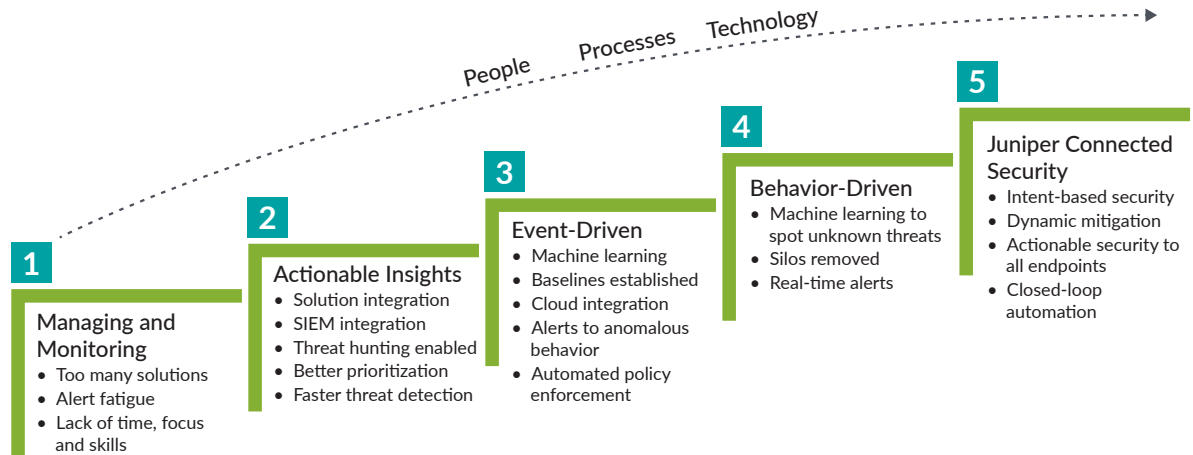 People Processes Technology
1
Managing and
Monitoring
• Too many solutions
• Alert fatigue
• Lack of time, focus
and skills
2
Actionable Insights
• Solution integration
• SIEM integration
• Threat hunting enabled
• Better prioritization
• Faster threat detection
3
Event-Driven
• Machine learning
• Baselines established
• Cloud integration
• Alerts to anomalous
behavior
• Automated policy
enforcement
4
Behavior-Driven
• Machine learning to
spot unknown threats
• Silos removed
• Real-time alerts
5
Juniper Connected
Security
• Intent-based security
• Dynamic mitigation
• Actionable security to
all endpoints
• Closed-loop
automation